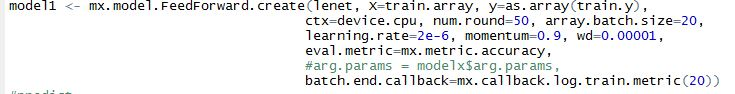 model1 <- mx.model.FeedForward.create(lenet, X=train.array, y=as.array(train.y),
ctx=device.cpu, num.round=50, array.batch.size=20,
learning.rate=2e-6, momentum=0.9, wd=0.00001,
eval.metric=mx.metric.accuracy,
#arg.params = modelx$arg.params,
batch.end.callback=mx.callback.log.train.metric(20))